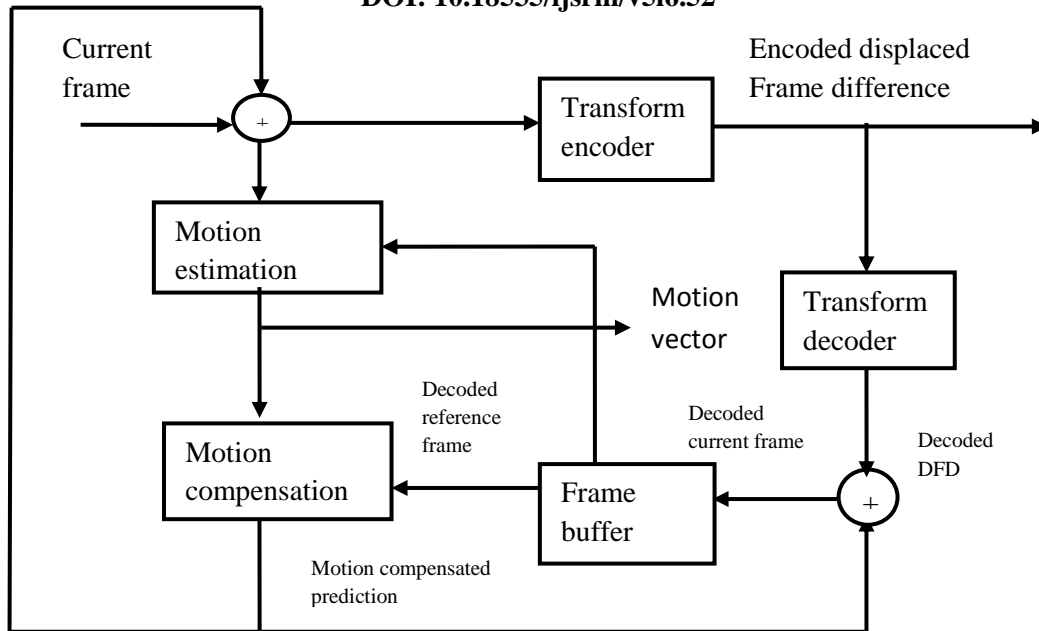 Current
frame
+
Encoded displaced
Frame difference
Transform
encoder
Motion
estimation
Motion
vector
Transform
decoder
Decoded
reference
frame
Decoded
current frame
Decoded
DFD
Motion
compensation
Frame
buffer
+
Motion compensated
prediction